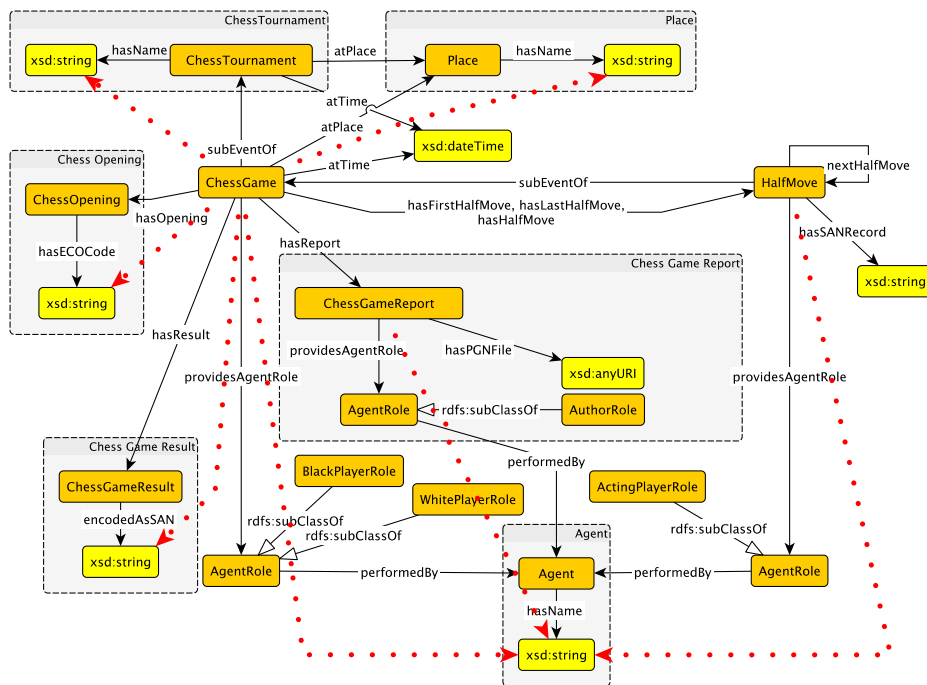 ChessTournament
Place
xsd:string
hasName
ChessTournament
atPlace
Place
hasName
xsd:string
atTime
atPlace
xsd:dateTime
subEventOf
atTime
Chess Opening
ChessGame
subEventOf
HalfMove
nextHalfMove
ChessOpening
hasOpening
hasFirstHalfMove, hasLastHalfMove,
hasHalfMove
hasSANRecord
hasECOCode
hasReport
Chess Game Report
xsd:string
xsd:string
ChessGameReport
hasResult
providesAgentRole
hasPGNFile
providesAgentRole
xsd:anyURI
providesAgentRole
AgentRole
rdfs:subClassOf
AuthorRole
Chess Game Result
performedBy
BlackPlayerRole
ChessGameResult
WhitePlayerRole
ActingPlayerRole
encodedAsSAN
rdfs:subClassOf
rdfs:subClassOf
Agent
rdfs:subClassOf
xsd:string
AgentRole
performedBy
Agent
performedBy
AgentRole
hasName
xsd:string